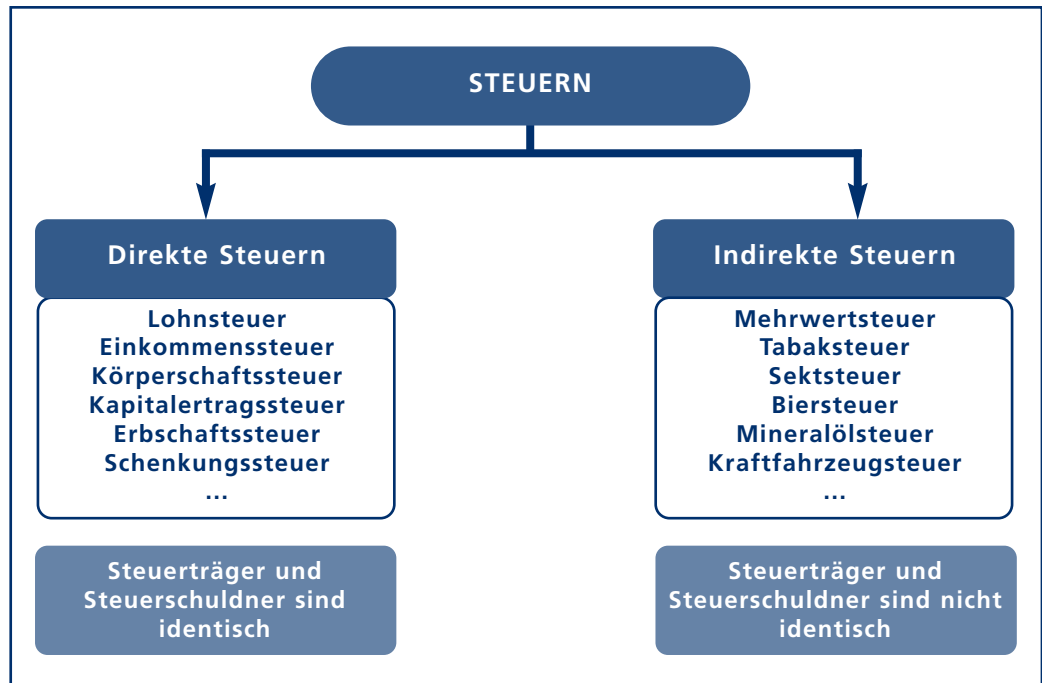 STEUERN
Direkte Steuern
Lohnsteuer
Einkommenssteuer
Körperschaftssteuer
Kapitalertragssteuer
Erbschaftssteuer
Schenkungssteuer
...
Steuerträger und
Steuerschuldner sind
identisch
Indirekte Steuern
Mehrwertsteuer
Tabaksteuer
Sektsteuer
Biersteuer
Mineralölsteuer
Kraftfahrzeugsteuer
...
Steuerträger und
Steuerschuldner sind nicht
identisch